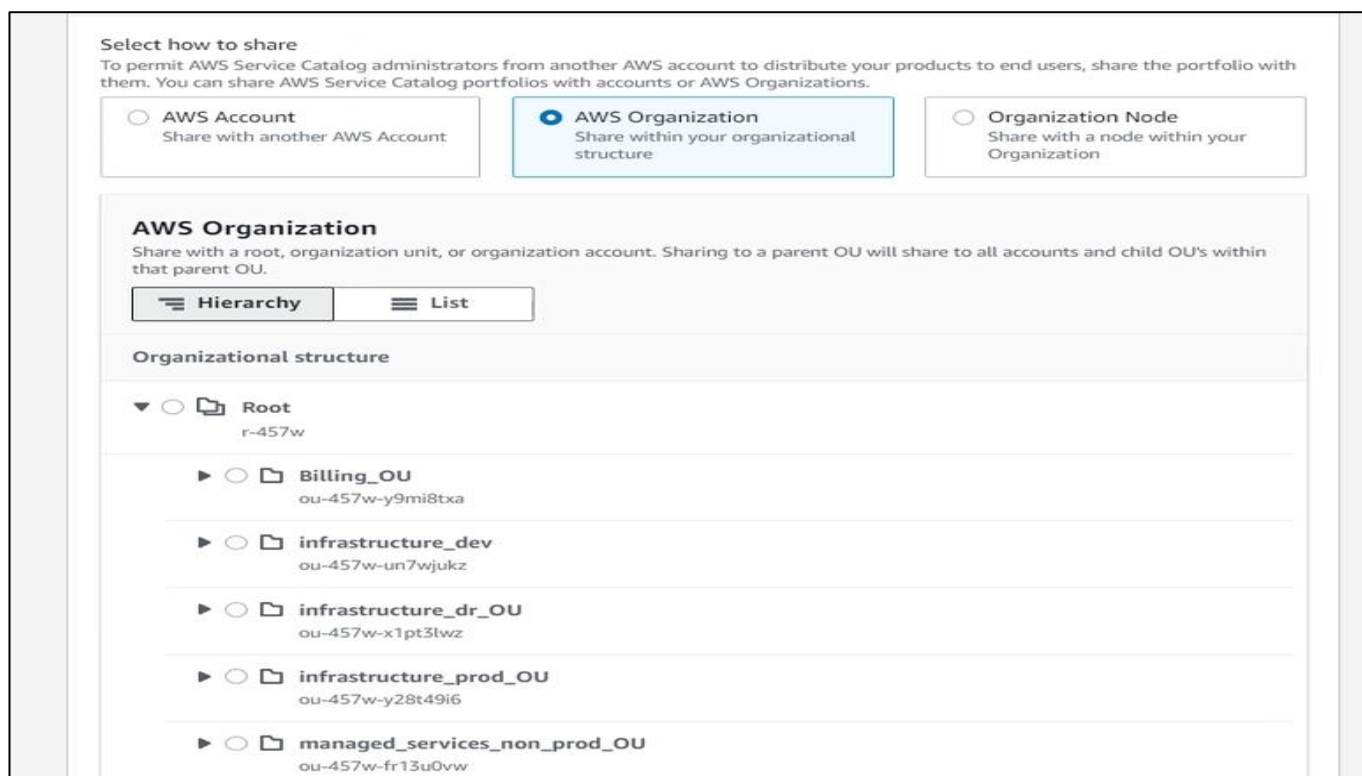 Select how to share
To permit AWS Service Catalog administrators from another AWS account to distribute your products to end users, share the portfolio with
them. You can share AWS Service Catalog portfolios with accounts or AWS Organizations.
AWS Account
Share with another AWS Account
AWS Organization
Share within your organizational
structure
Organization Node
Share with a node within your
Organization
AWS Organization
Share with a root, organization unit, or organization account. Sharing to a parent OU will share to all accounts and child OU's within
that parent OU.
Hierarchy
List
Organizational structure
Root
r-457w
Billing_OU
ou-457w-y9mi8txa
infrastructure_dev
ou-457w-un7wjukz
infrastructure_dr_OU
ou-457w-x1pt3lwz
infrastructure_prod_OU
ou-457w-y28t49i6
managed_services_non_prod_OU
ou-457w-fr13u0vw